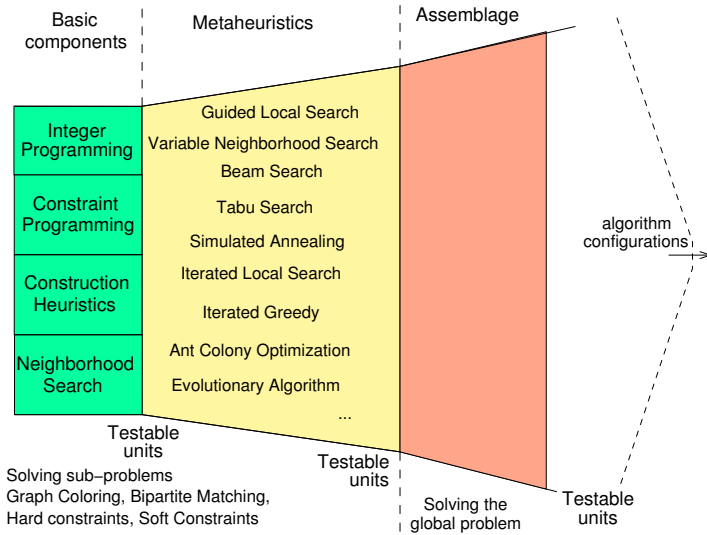 Basic
components
Metaheuristics
Assemblage
Integer
Programming
Constraint
Programming
Construction
Heuristics
Neighborhood
Search
Guided Local Search
Variable Neighborhood Search
Beam Search
Tabu Search
Simulated Annealing
Iterated Local Search
Iterated Greedy
Ant Colony Optimization
Evolutionary Algorithm
...
algorithm
configurations
Testable
units
Testable
units
Testable
units
Solving sub−problems
Graph Coloring, Bipartite Matching,
Hard constraints, Soft Constraints
Solving the
global problem